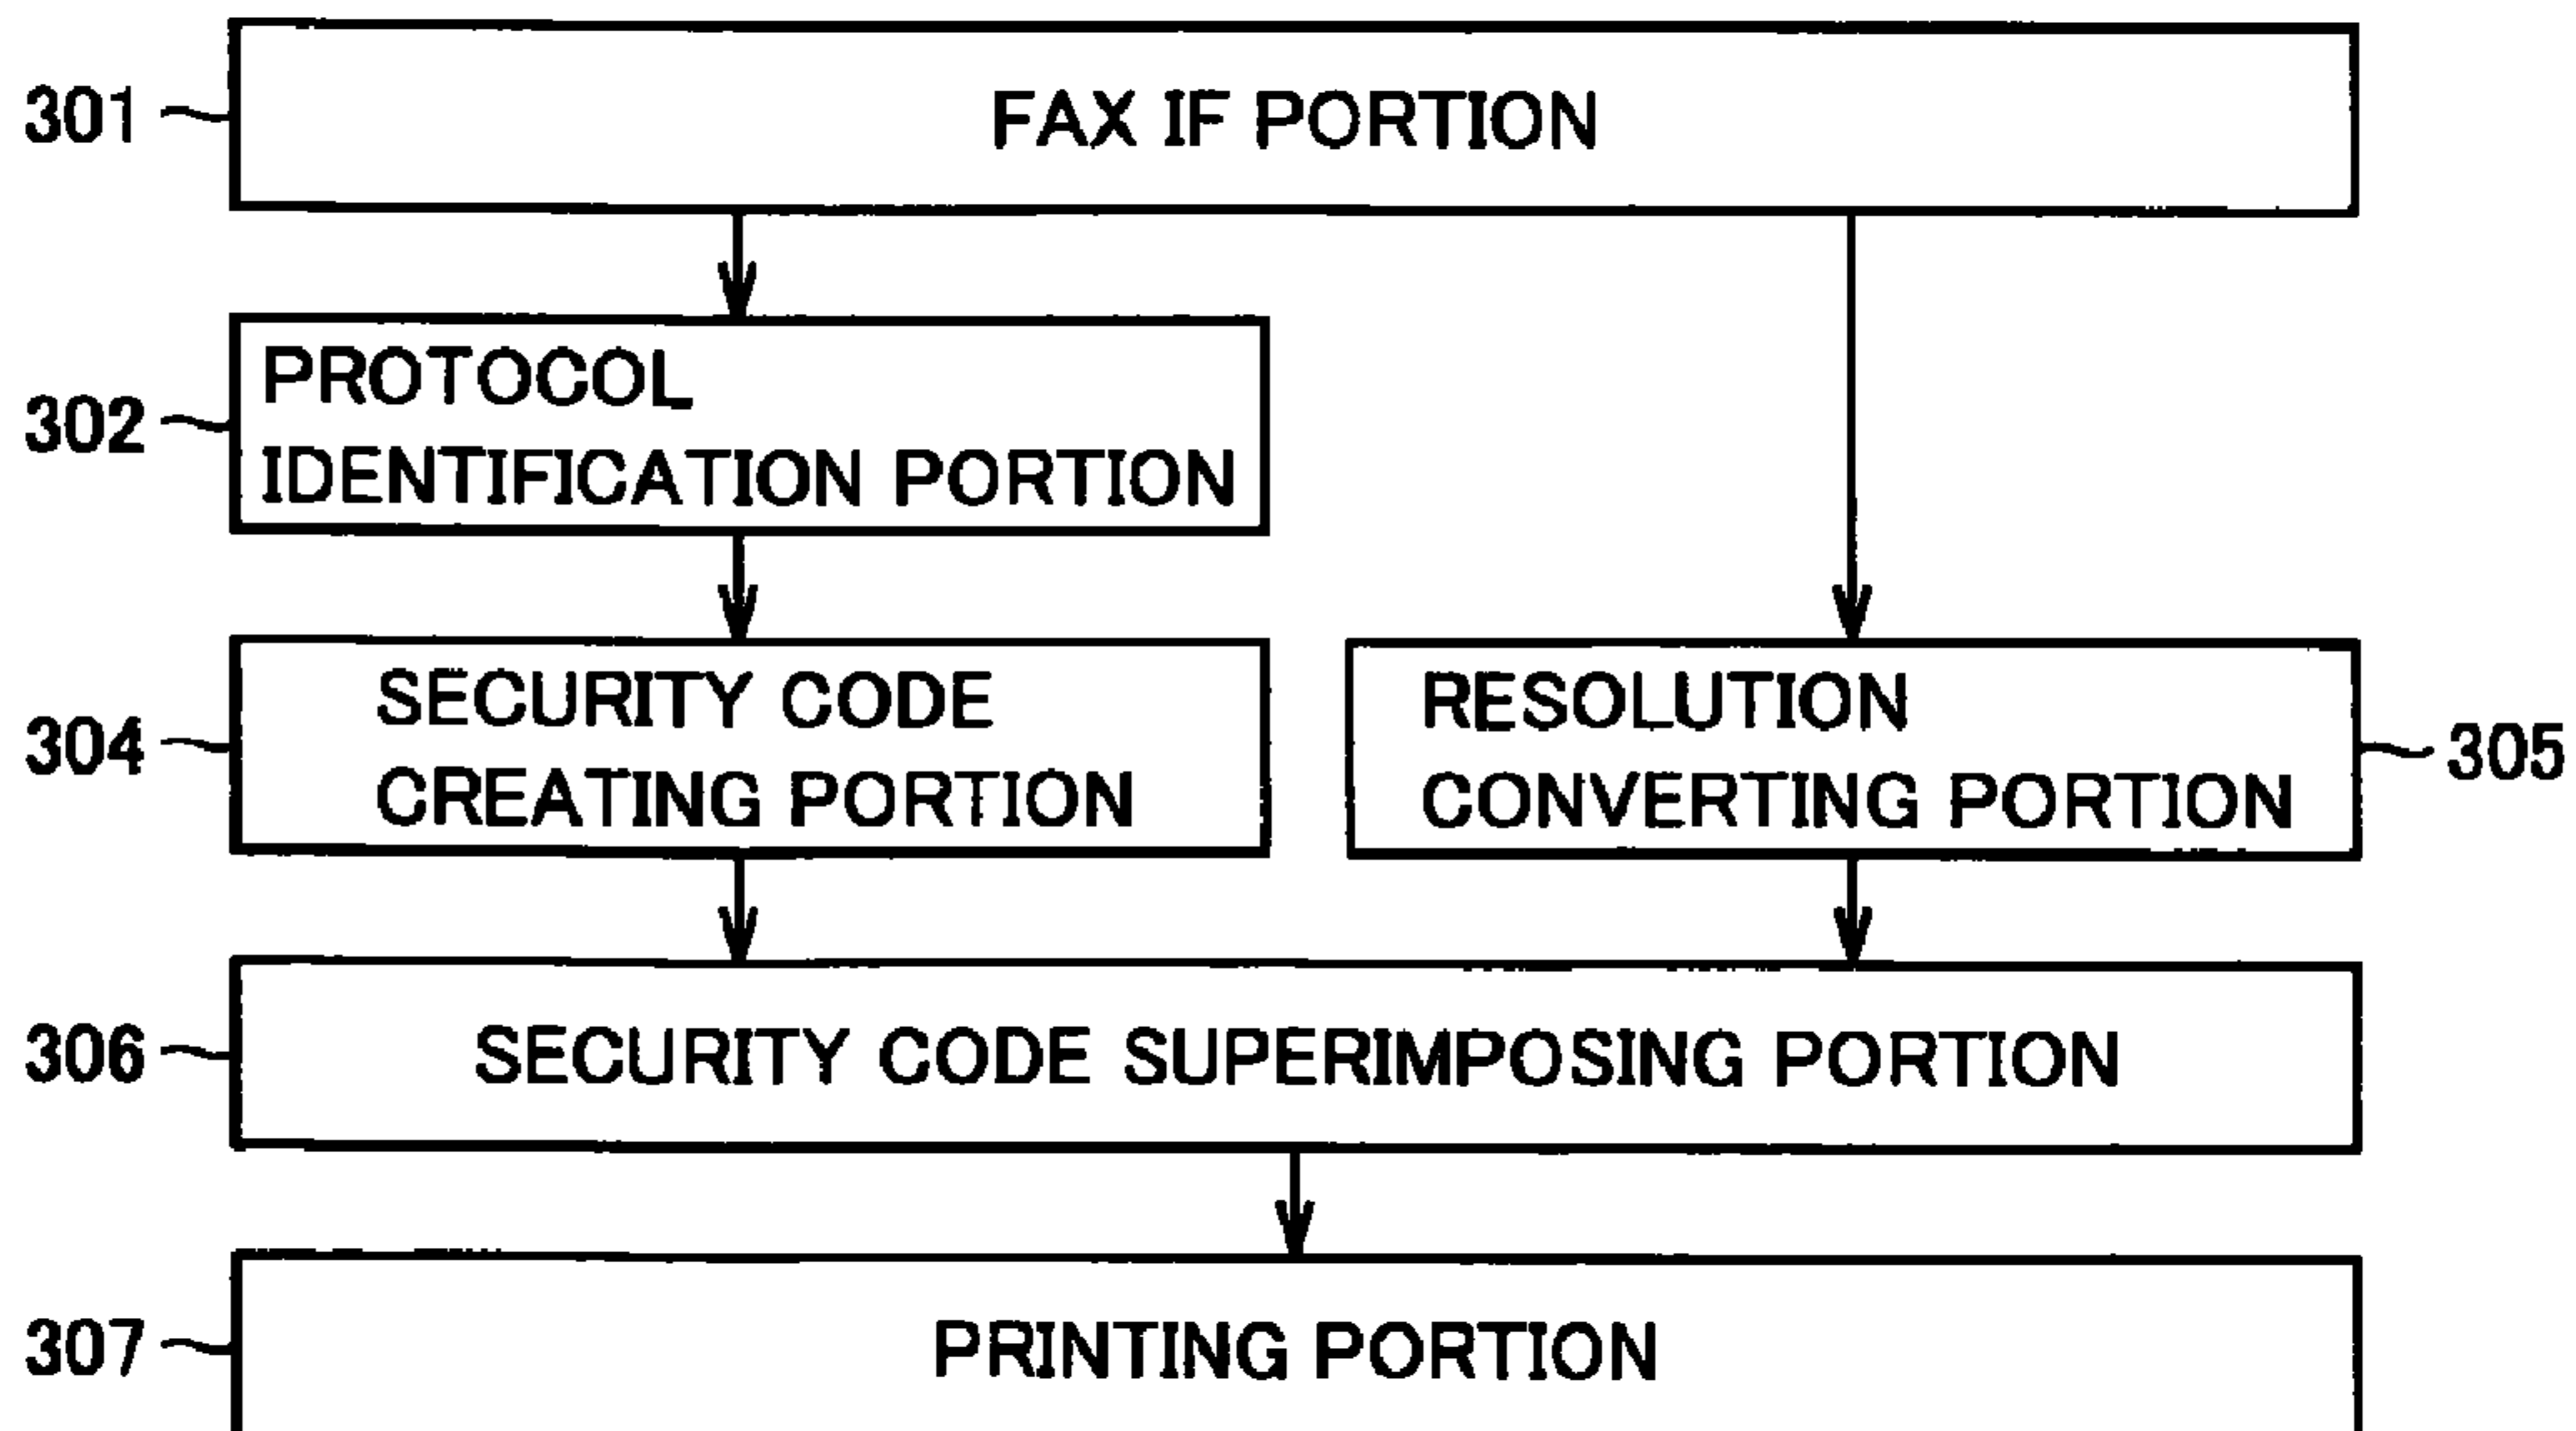 301
FAX IF PORTION
302
PROTOCOL
IDENTIFICATION PORTION
304
SECURITY CODE
CREATING PORTION
RESOLUTION
CONVERTING PORTION
305
306
SECURITY CODE SUPERIMPOSING PORTION
307
PRINTING PORTION